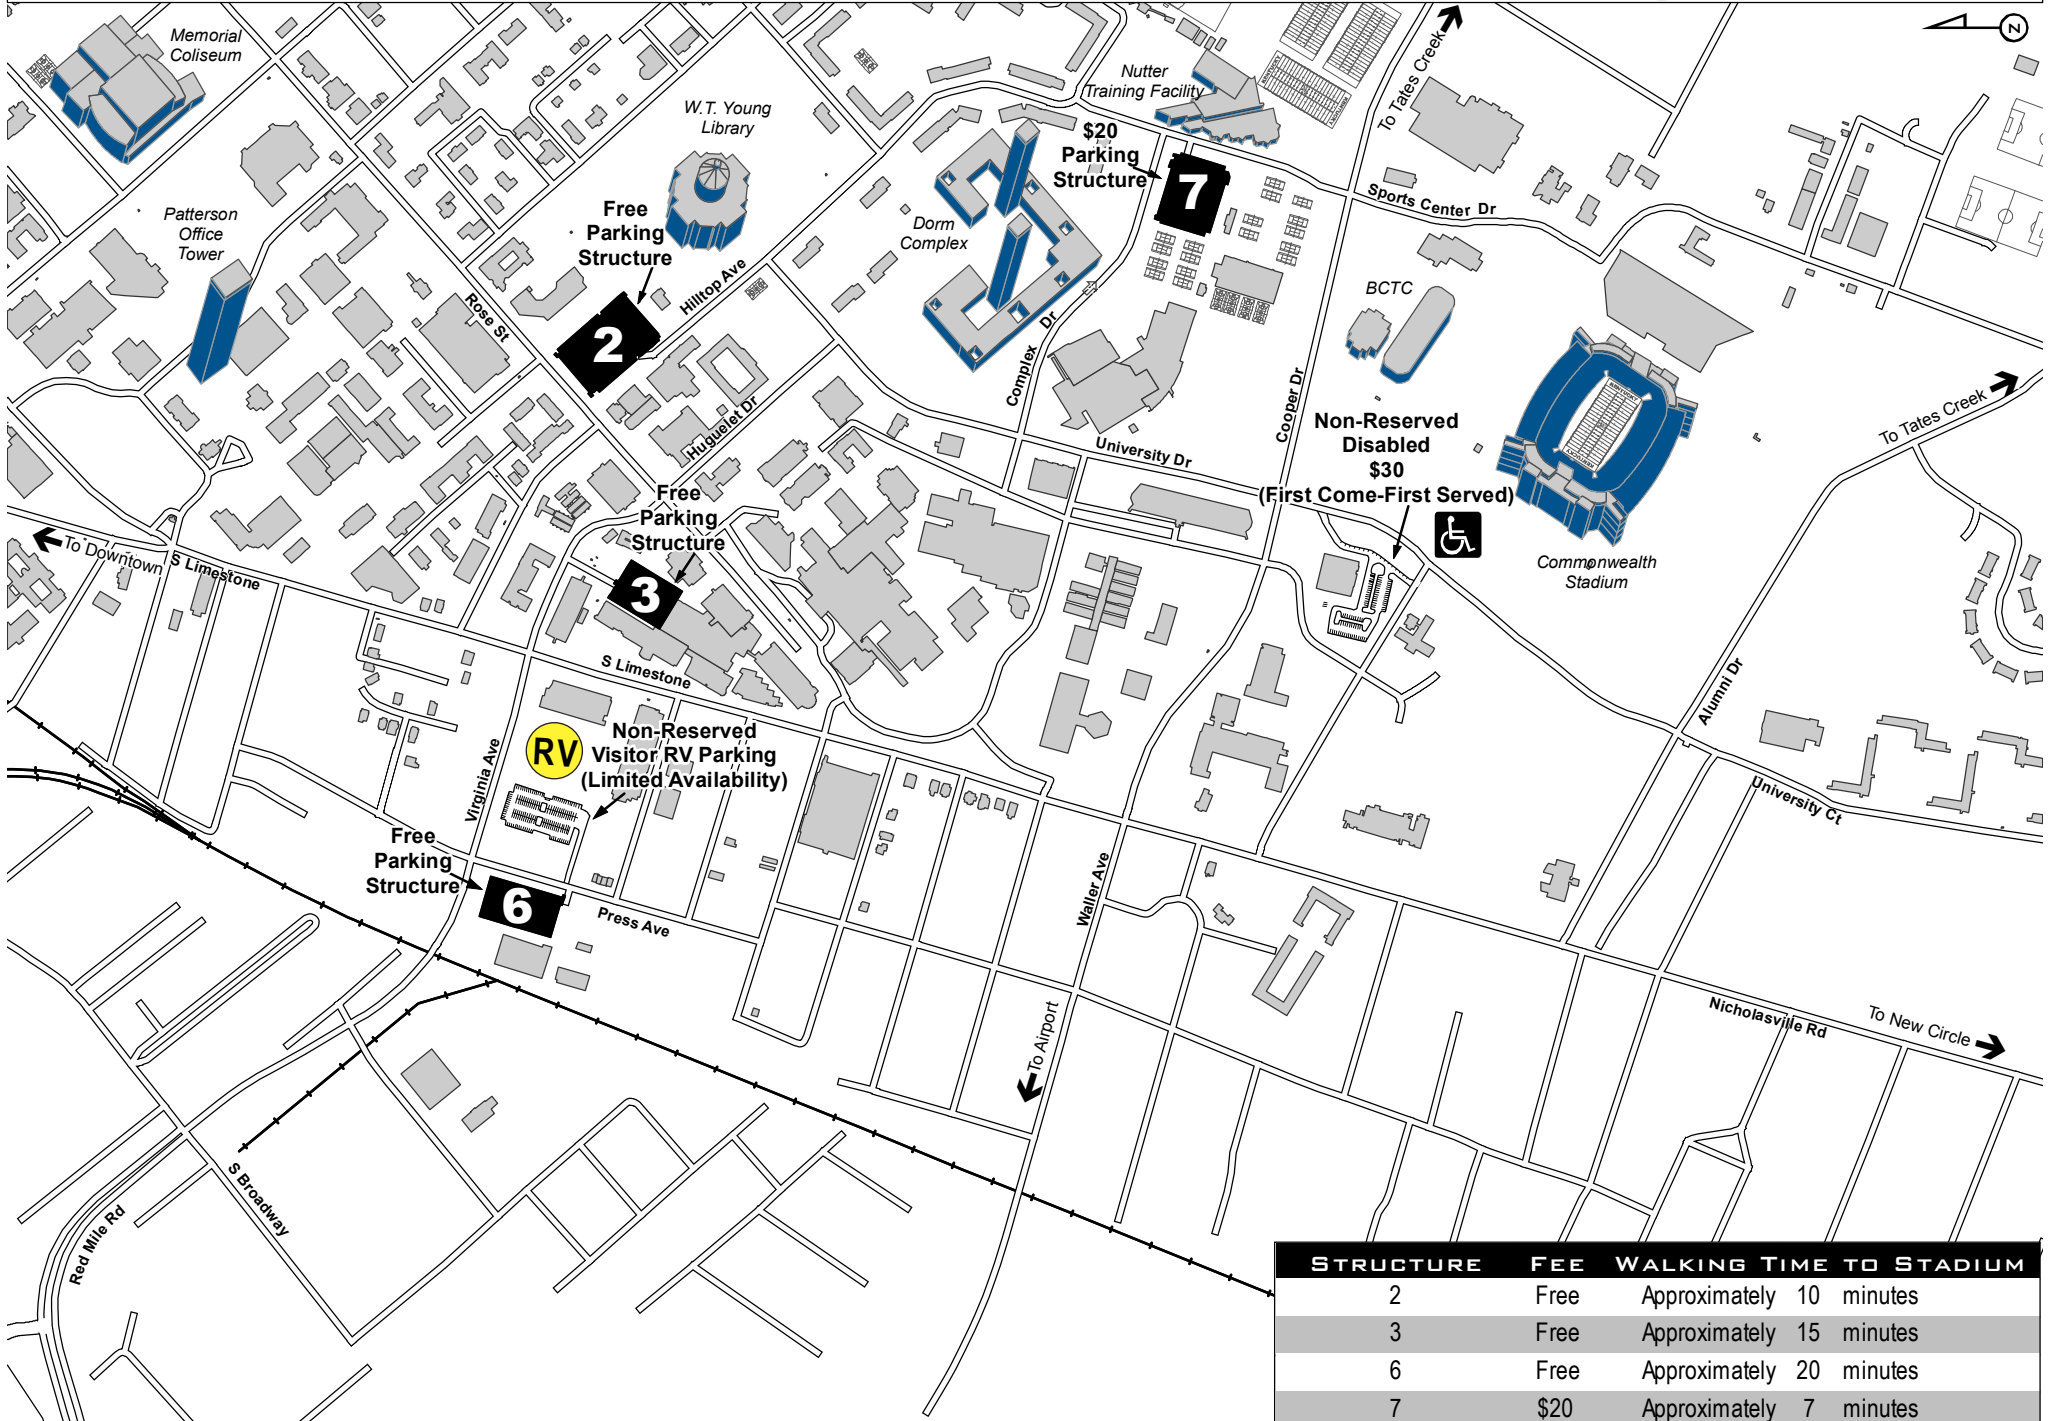 Memorial
Coliseum
N
To Tates Creek
Nutter
Training Facility
W.T. Young
Library
$20
Parking
Structure
7
Sports Center Dr
Patterson
Office
Tower
Free
Parking
Structure
2
Dorm
Complex
Hilltop Ave
Rose St
BCTC
Complex Dr
Cooper Dr
KENTUCKY
KENTUCKY
To Tates Creek
Huguelet Dr
University Dr
Non-Reserved
Disabled
$30
(First Come-First Served)
Commonwealth
Stadium
Free
Parking
Structure
3
To Downtown
S Limestone
S Limestone
Alumni Dr
RV
Non-Reserved
Visitor RV Parking
(Limited Availability)
Virginia Ave
University Ct
Free
Parking
Structure
6
Press Ave
Waller Ave
To Airport
Nicholasville Rd
To New Circle
S Broadway
Red Mile Rd
STRUCTURE FEE WALKING TIME TO STADIUM
2 Free Approximately 10 minutes
3 Free Approximately 15 minutes
6 Free Approximately 20 minutes
7 $20 Approximately 7 minutes